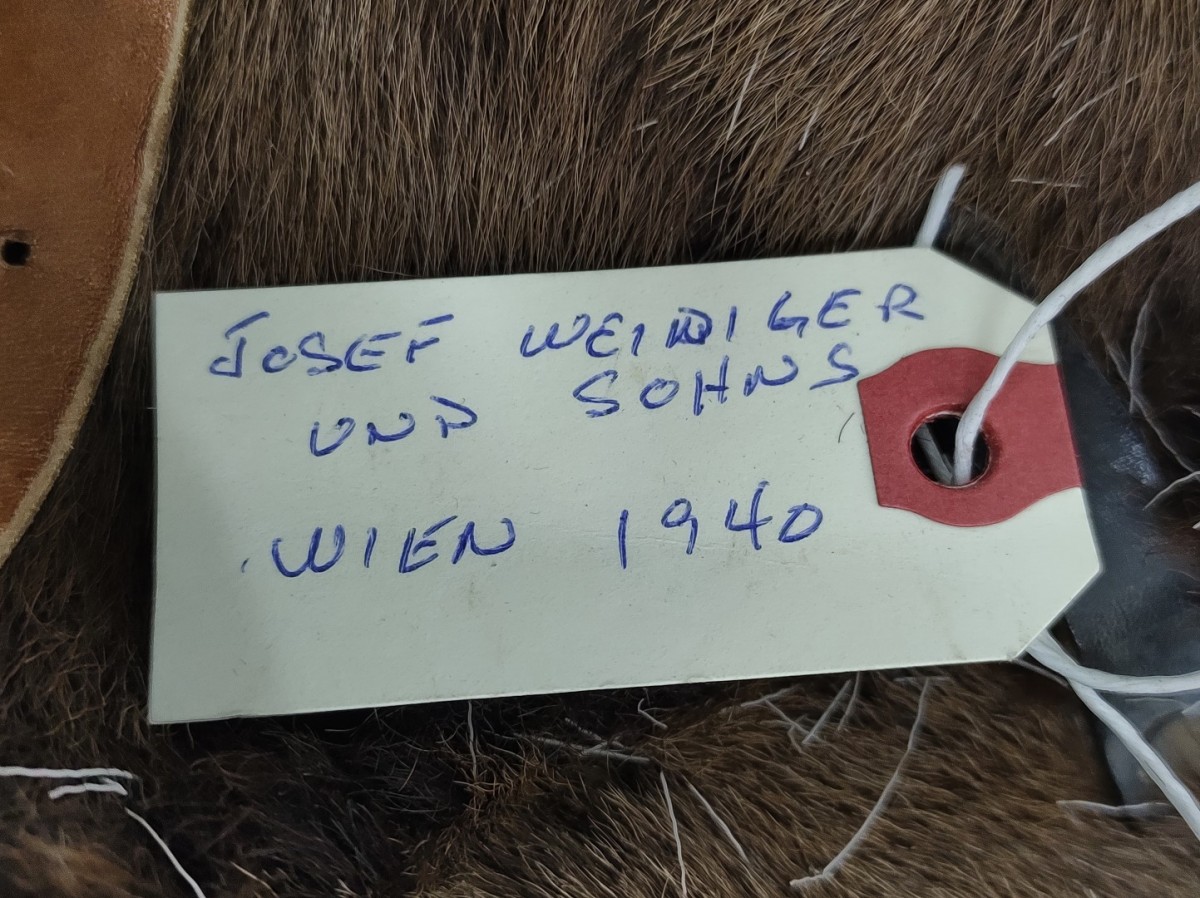 JOSEF WEINIGER
UND SOHNS
WIEN 1940